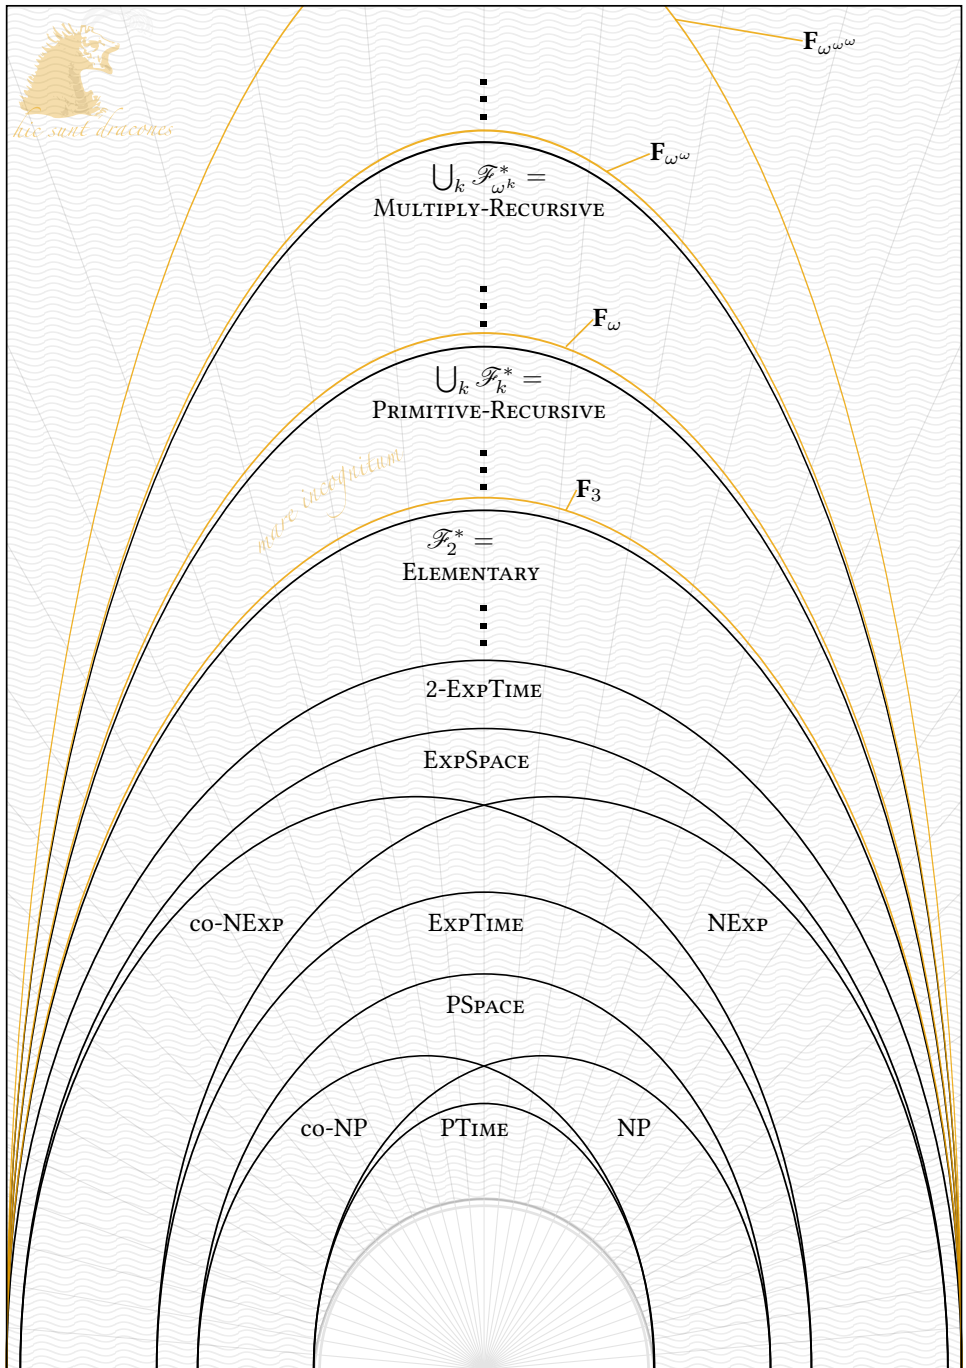 𝐅_{ω^{ω^ω}}
hic sunt dracones
𝐅_{ω^ω}
⋃_k ℱ*_{ω^k} =
Multiply-Recursive
𝐅_ω
⋃_k ℱ*_k =
Primitive-Recursive
mare incognitum
𝐅_3
ℱ*_2 =
Elementary
2-ExpTime
ExpSpace
co-NExp ExpTime NExp
PSpace
co-NP PTime NP